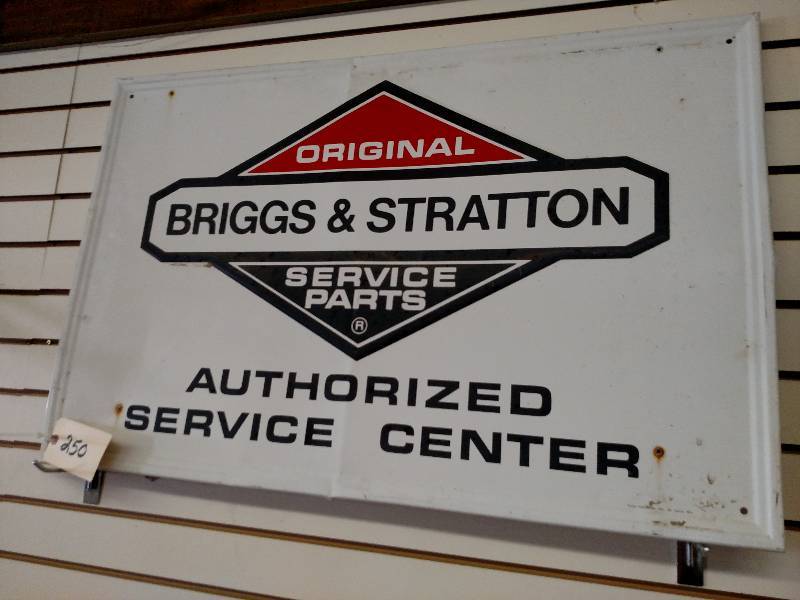 ORIGINAL
BRIGGS & STRATTON
SERVICE
PARTS
®
AUTHORIZED
SERVICE CENTER
250